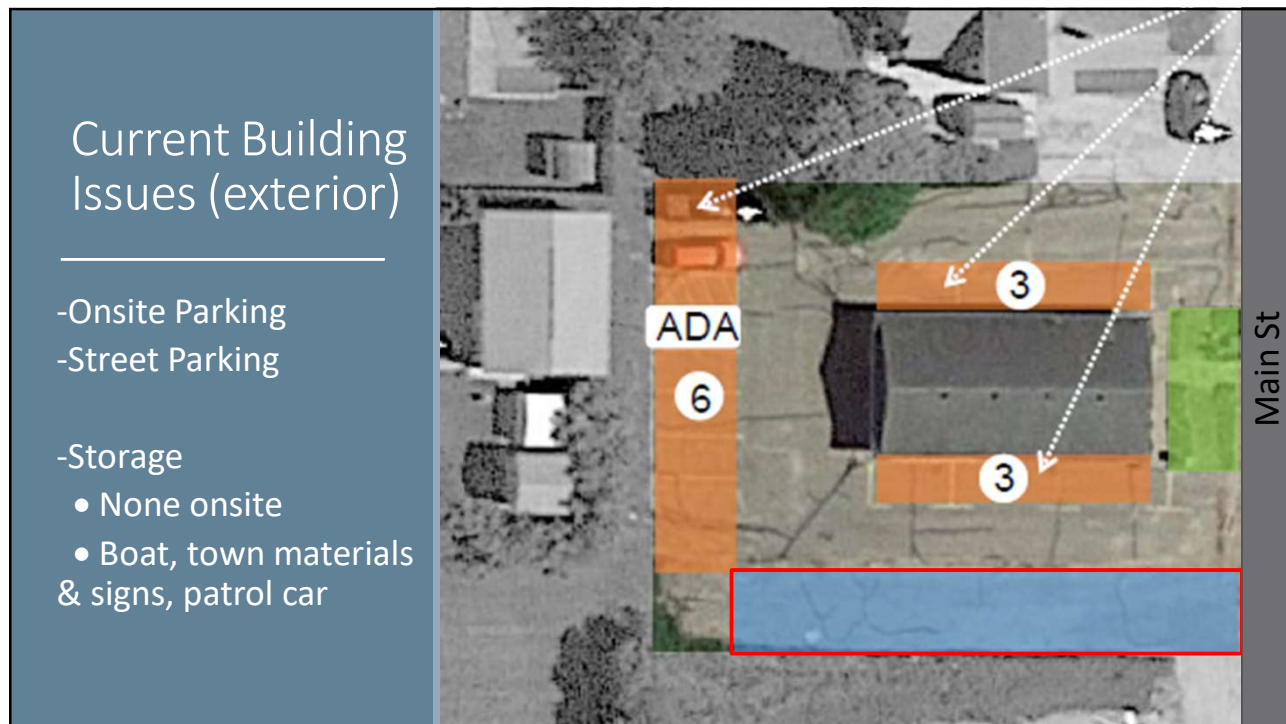 Current Building
Issues (exterior)
-Onsite Parking
-Street Parking
-Storage
• None onsite
• Boat, town materials
& signs, patrol car
3
ADA
6
3
Main St